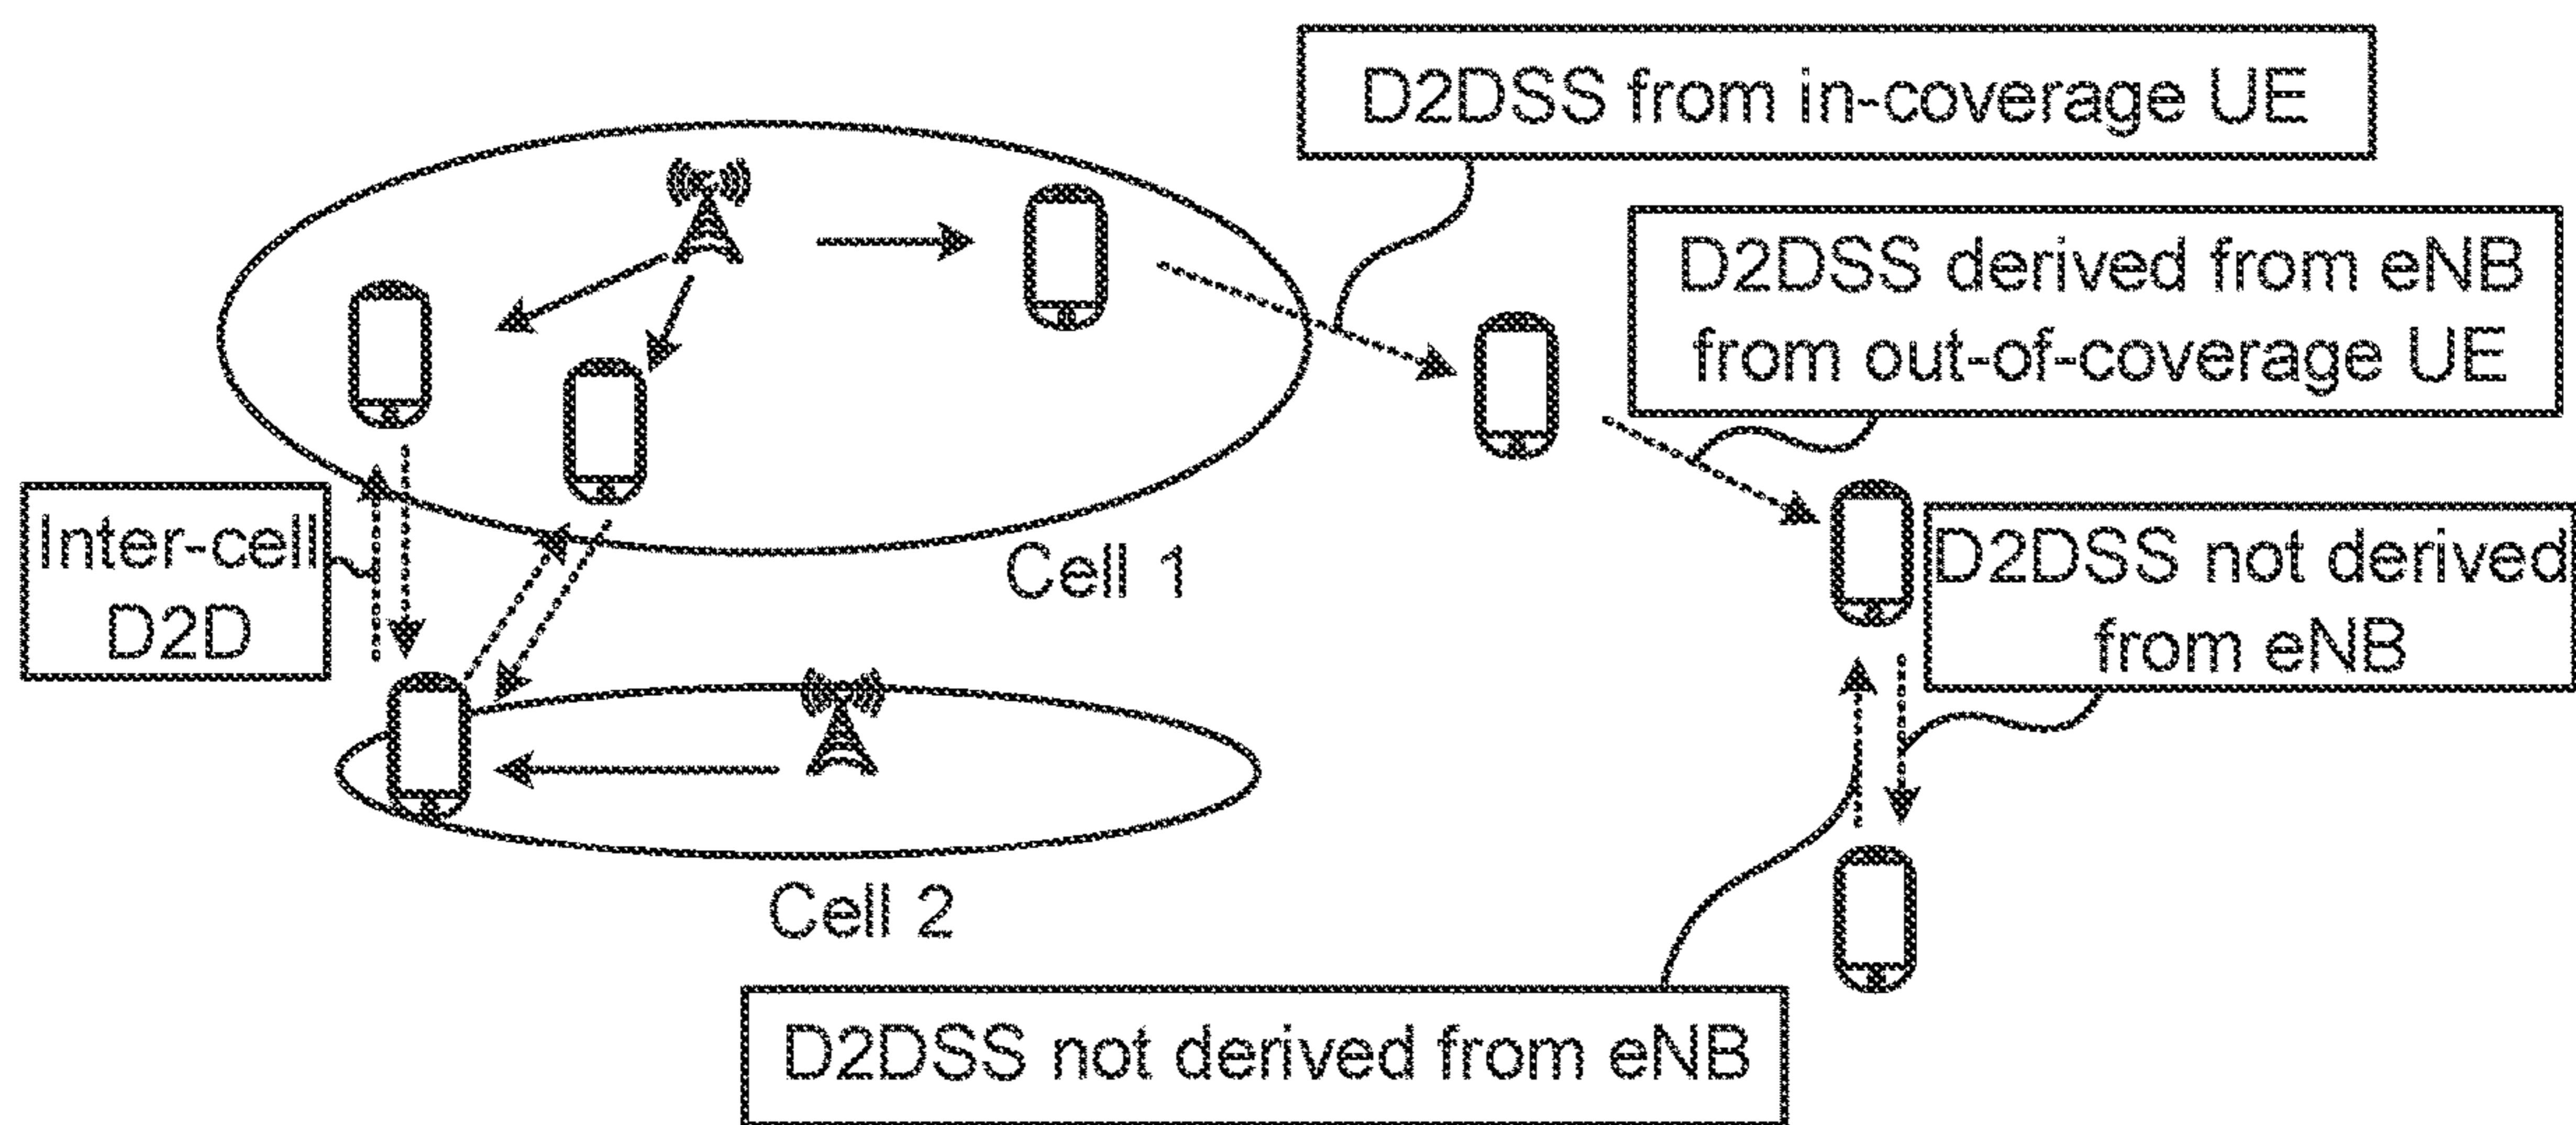 D2DSS from in-coverage UE
D2DSS derived from eNB
from out-of-coverage UE
Inter-cell
D2D
Cell 1
D2DSS not derived
from eNB
Cell 2
D2DSS not derived from eNB